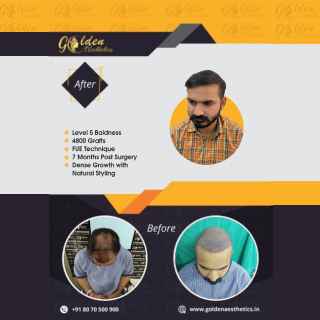 Golden
Aesthetics
After
Level 5 Baldness
4800 Grafts
FUE Technique
7 Months Post Surgery
Dense Growth with
Natural Styling
Before
+91 80 70 500 900
www.goldenaesthetics.in